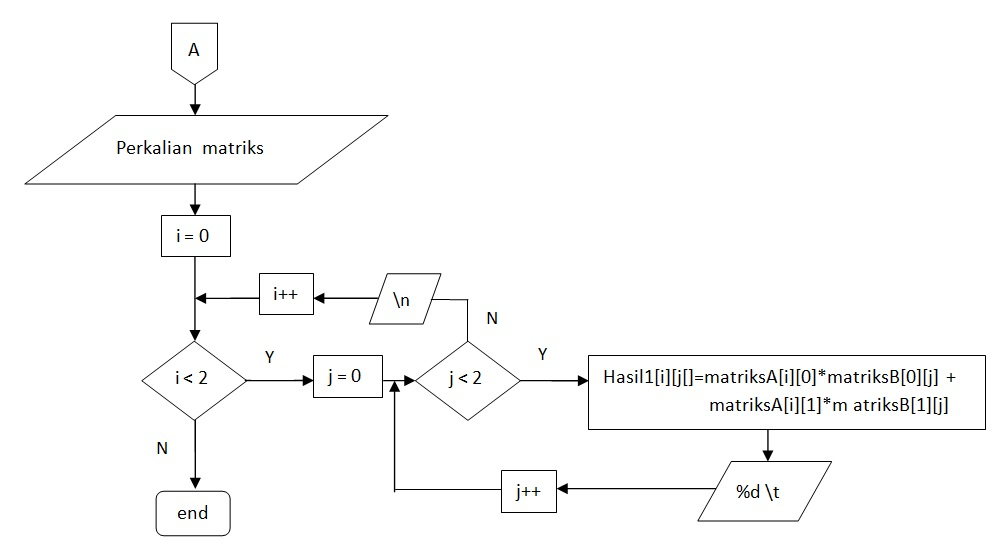 A
Perkalian matriks
i = 0
i++
\n
N
i < 2
Y
j = 0
j < 2
Y
Hasil1[i][j[]=matriksA[i][0]*matriksB[0][j] +
matriksA[i][1]*m atriksB[1][j]
N
j++
%d \t
end